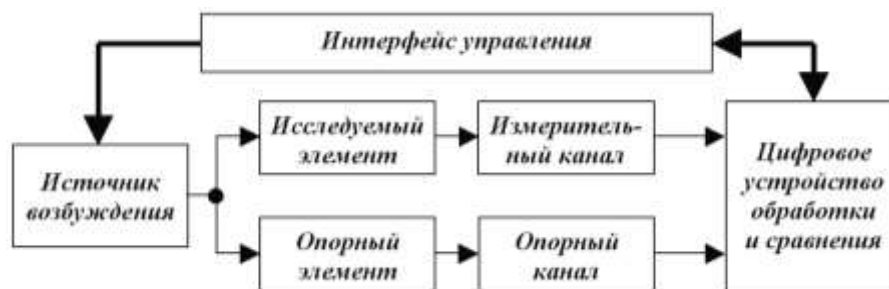 Интерфейс управления
Исследуемый
элемент
Измеритель-
ный канал
Источник
возбуждения
Цифровое
устройство
обработки
и сравнения
Опорный
элемент
Опорный
канал